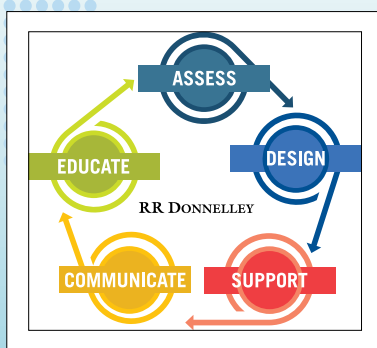 ASSESS
DESIGN
EDUCATE
RR DONNELLEY
COMMUNICATE
SUPPORT